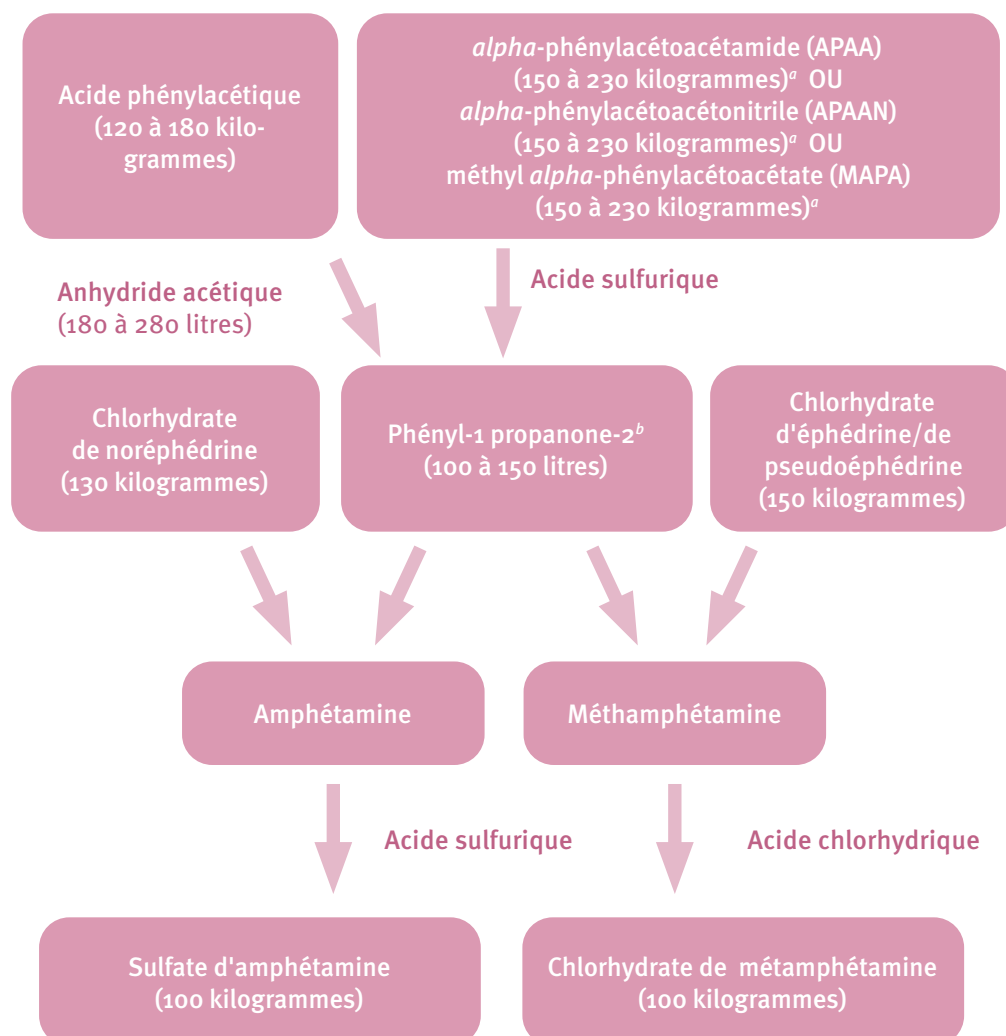 Acide phénylacétique
(120 à 180 kilo-
grammes)
alpha-phénylacétoacétamide (APAA)
(150 à 230 kilogrammes)a OU
alpha-phénylacétoacétonitrile (APAAN)
(150 à 230 kilogrammes)a OU
méthyl alpha-phénylacétoacétate (MAPA)
(150 à 230 kilogrammes)a
Anhydride acétique
(180 à 280 litres)
Acide sulfurique
Chlorhydrate
de noréphédrine
(130 kilogrammes)
Phényl-1 propanone-2b
(100 à 150 litres)
Chlorhydrate
d'éphédrine/de
pseudoéphédrine
(150 kilogrammes)
Amphétamine
Méthamphétamine
Acide sulfurique
Acide chlorhydrique
Sulfate d'amphétamine
(100 kilogrammes)
Chlorhydrate de métamphétamine
(100 kilogrammes)